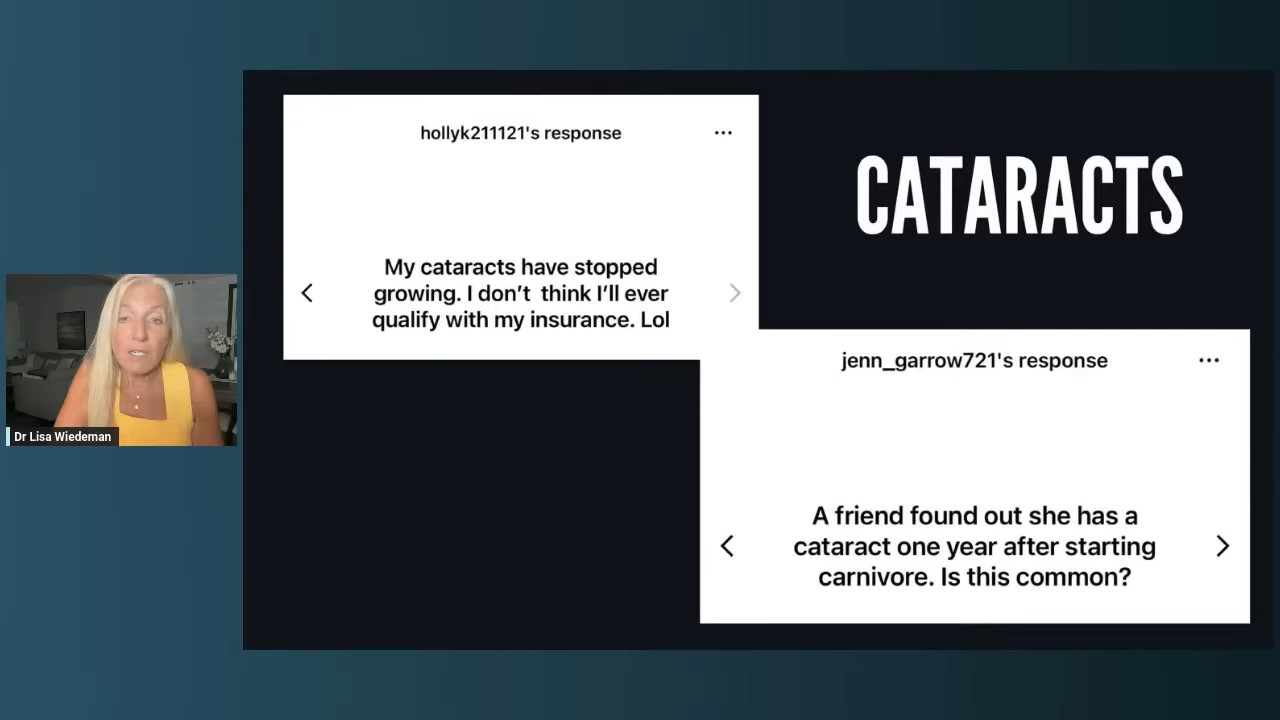 hollyk211121's response
My cataracts have stopped
growing. I don't think I'll ever
qualify with my insurance. Lol
CATARACTS
jenn_garrow721's response
A friend found out she has a
cataract one year after starting
carnivore. Is this common?
Dr Lisa Wiedeman